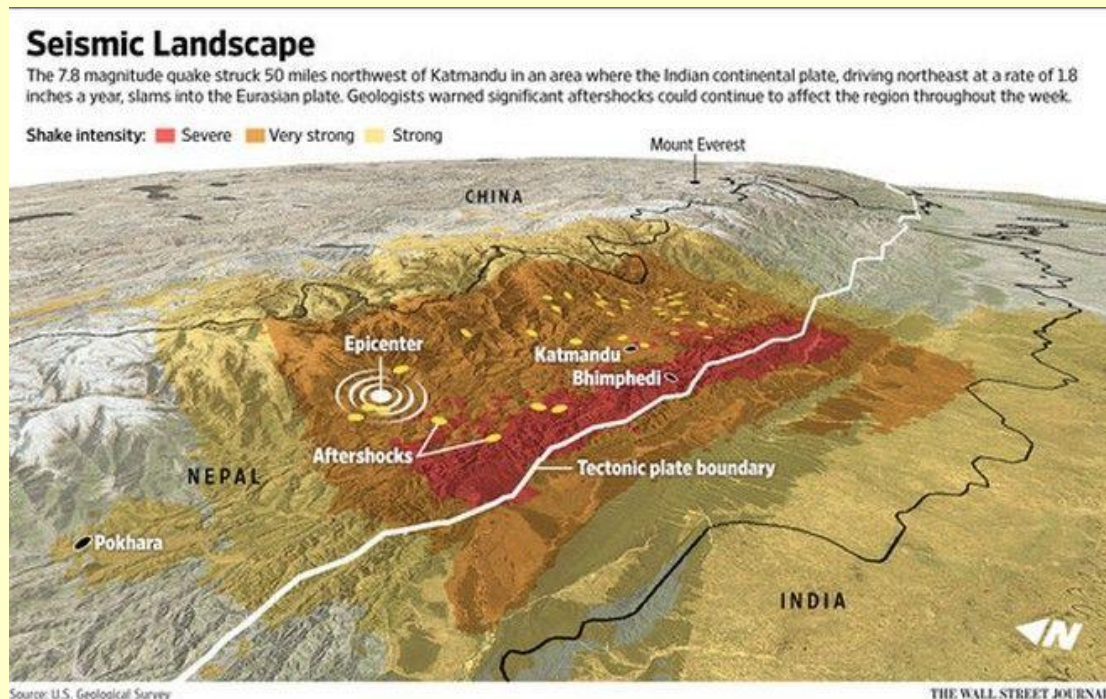 Seismic Landscape
The 7.8 magnitude quake struck 50 miles northwest of Katmandu in an area where the Indian continental plate, driving northeast at a rate of 1.8
inches a year, slams into the Eurasian plate. Geologists warned significant aftershocks could continue to affect the region throughout the week.
Shake intensity: Severe Very strong Strong
Mount Everest
CHINA
Epicenter
Katmandu
Bhimphedi
Aftershocks
Tectonic plate boundary
NEPAL
Pokhara
INDIA
N
Source: U.S. Geological Survey
THE WALL STREET JOURNAL